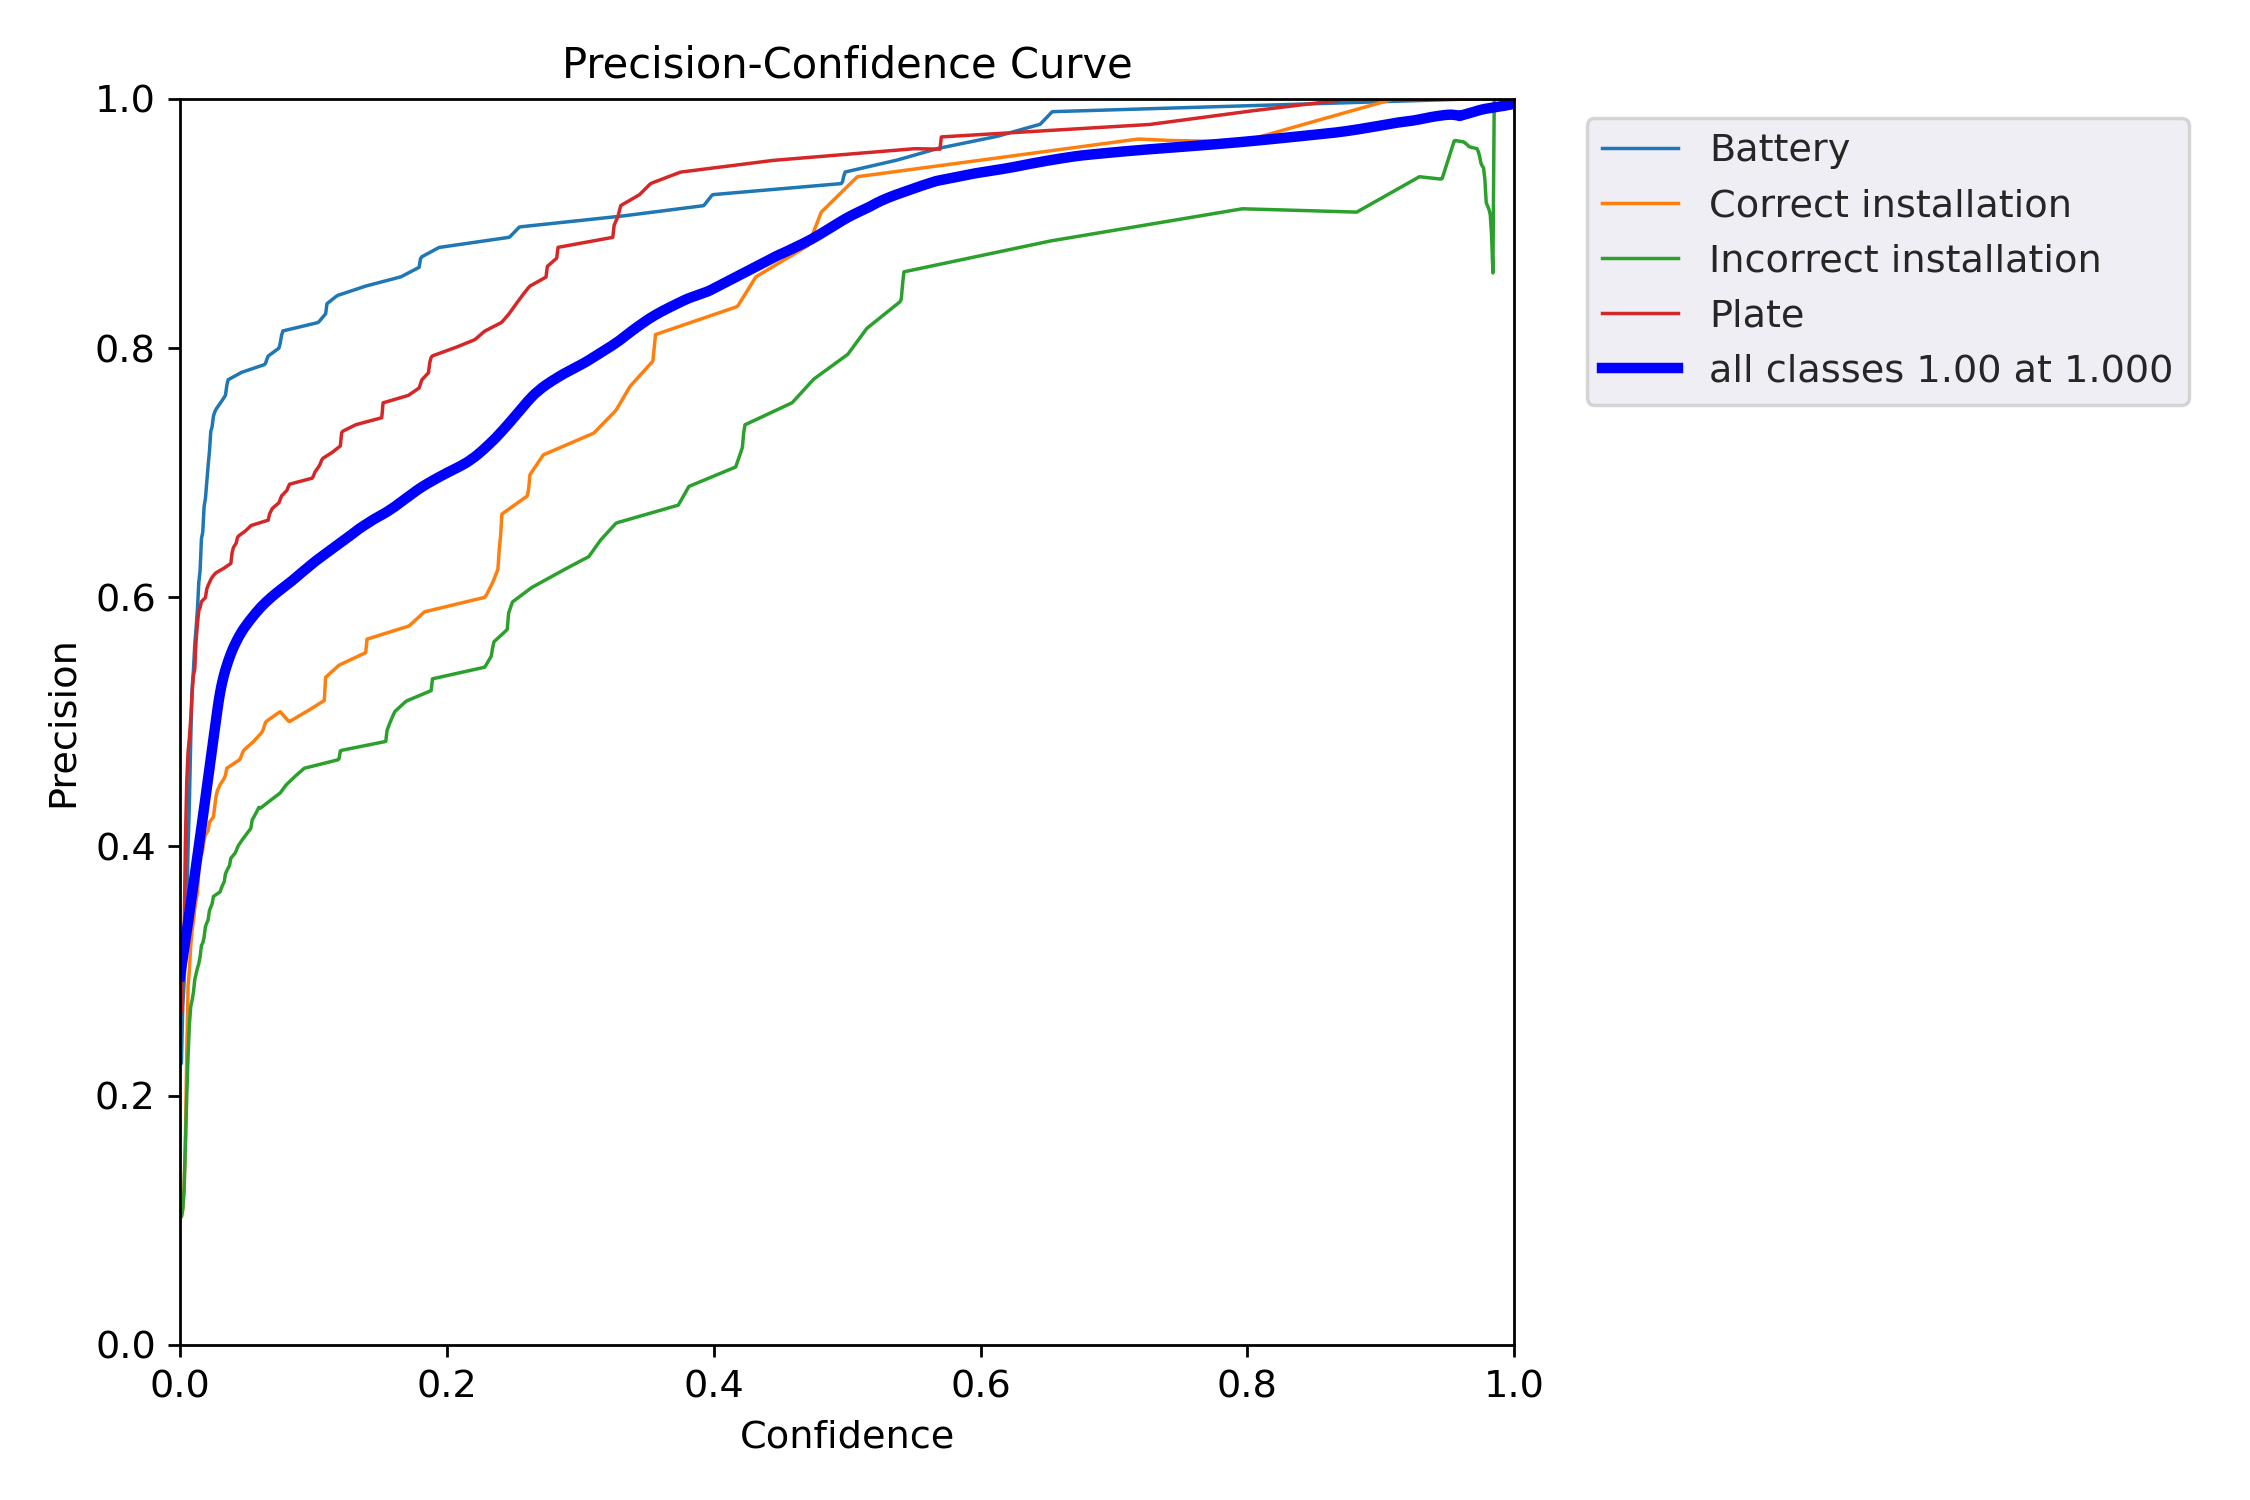 Precision-Confidence Curve
1.0
0.8
0.6
0.4
0.2
0.0
Precision
0.0 0.2 0.4 0.6 0.8 1.0
Confidence
Battery
Correct installation
Incorrect installation
Plate
all classes 1.00 at 1.000